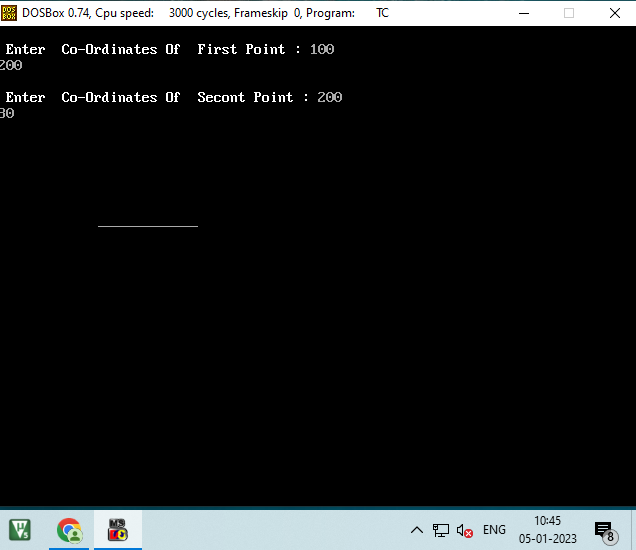 DOSBox 0.74, Cpu speed: 3000 cycles, Frameskip 0, Program: TC
Enter Co-Ordinates Of First Point : 100
200
Enter Co-Ordinates Of Secont Point : 200
30
ENG
10:45
05-01-2023
8